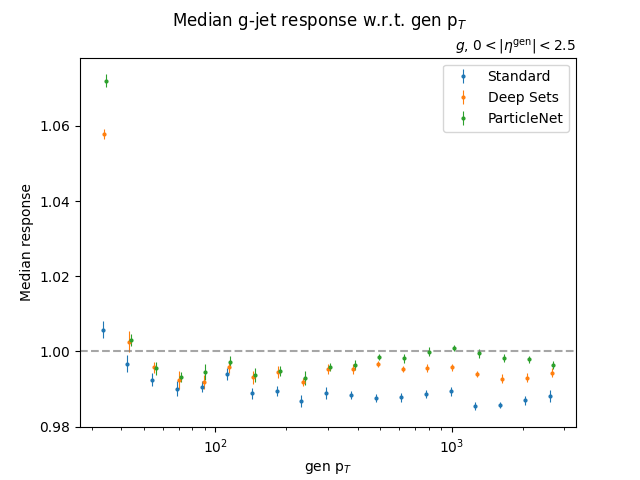 Median g-jet response w.r.t. gen p_T
g, 0 < |η^gen| < 2.5
Standard
Deep Sets
ParticleNet
Median response
1.06
1.04
1.02
1.00
0.98
10^2
10^3
gen p_T